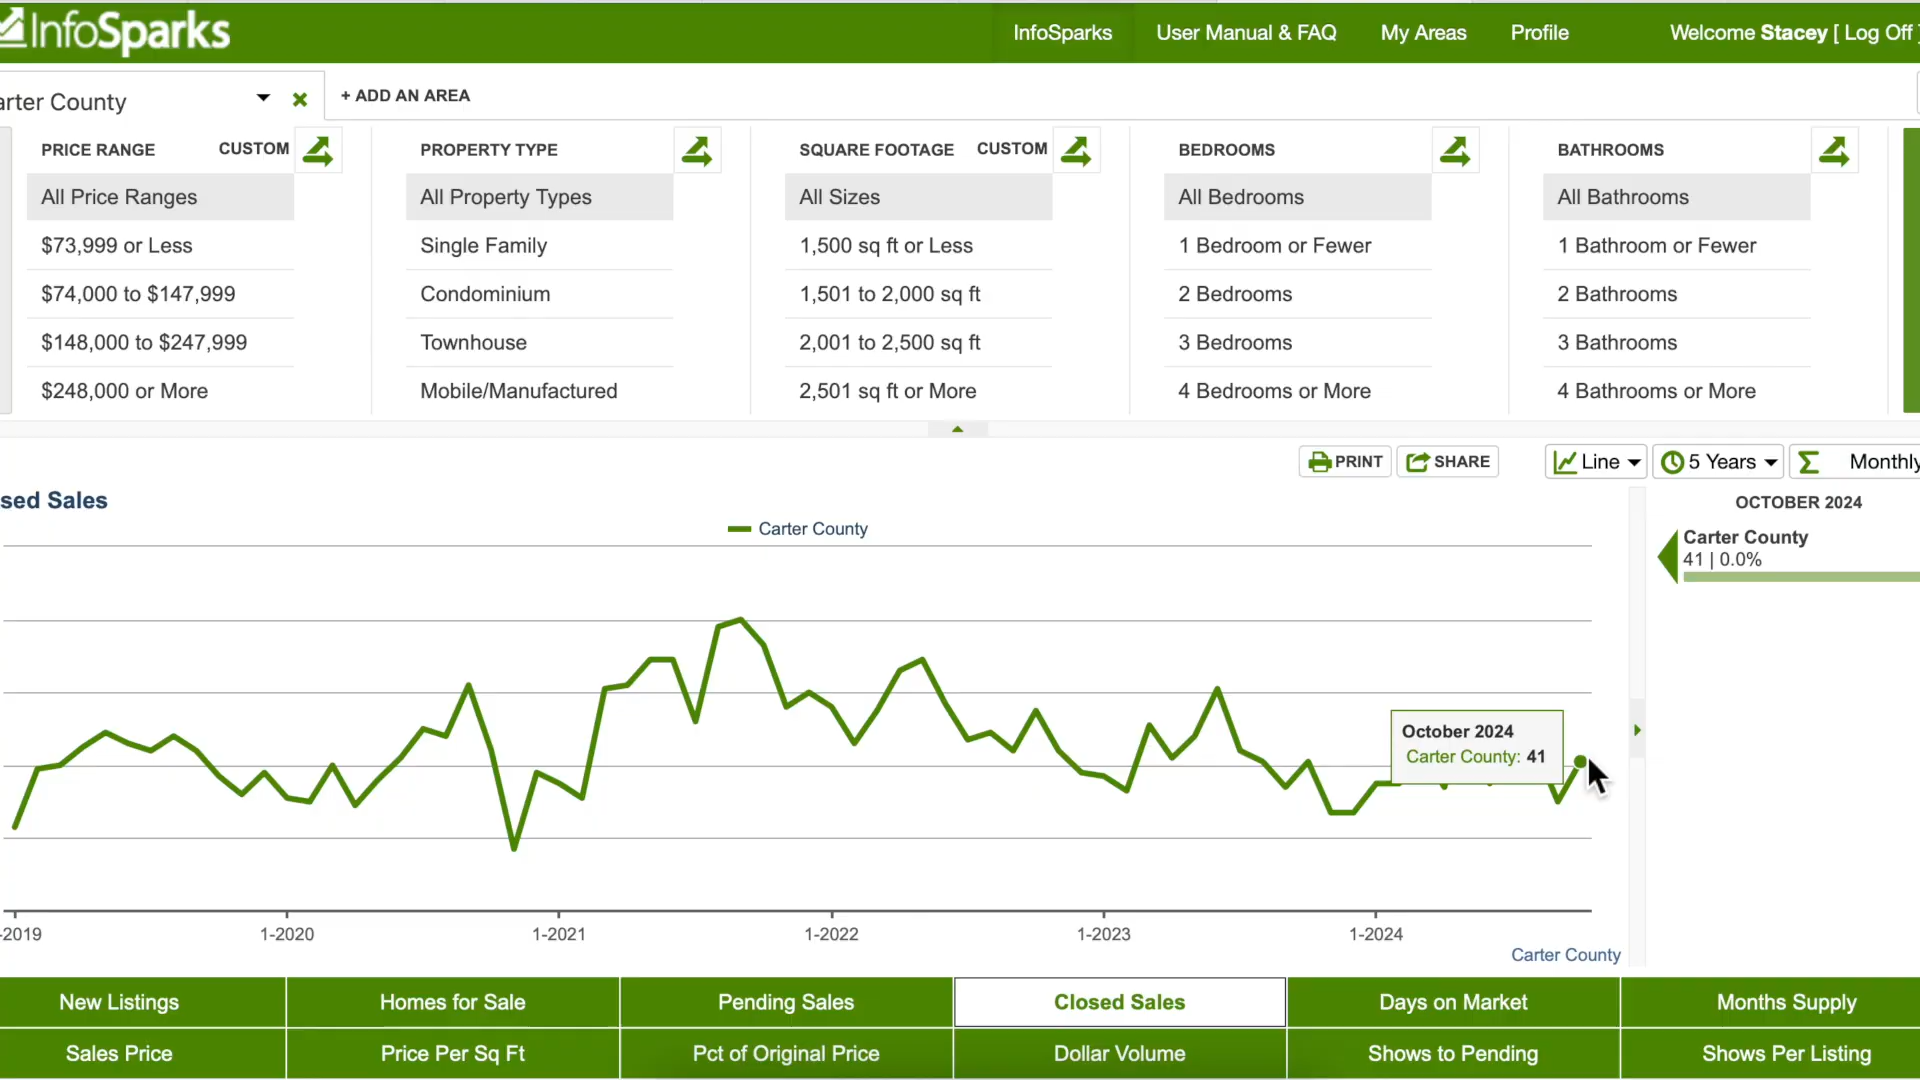 InfoSparks
InfoSparks
User Manual & FAQ
My Areas
Profile
Welcome Stacey [ Log Off ]
arter County
+ ADD AN AREA
PRICE RANGE CUSTOM
All Price Ranges
$73,999 or Less
$74,000 to $147,999
$148,000 to $247,999
$248,000 or More
PROPERTY TYPE
All Property Types
Single Family
Condominium
Townhouse
Mobile/Manufactured
SQUARE FOOTAGE CUSTOM
All Sizes
1,500 sq ft or Less
1,501 to 2,000 sq ft
2,001 to 2,500 sq ft
2,501 sq ft or More
BEDROOMS
All Bedrooms
1 Bedroom or Fewer
2 Bedrooms
3 Bedrooms
4 Bedrooms or More
BATHROOMS
All Bathrooms
1 Bathroom or Fewer
2 Bathrooms
3 Bathrooms
4 Bathrooms or More
PRINT
SHARE
Line
5 Years
Monthly
sed Sales
Carter County
OCTOBER 2024
Carter County
41 | 0.0%
October 2024
Carter County: 41
-2019
1-2020
1-2021
1-2022
1-2023
1-2024
Carter County
New Listings
Homes for Sale
Pending Sales
Closed Sales
Days on Market
Months Supply
Sales Price
Price Per Sq Ft
Pct of Original Price
Dollar Volume
Shows to Pending
Shows Per Listing